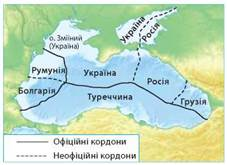 Україна
Росія
о. Зміїний
(Україна)
Румунія
Україна
Росія
Болгарія
Туреччина
Грузія
Офіційні кордони
Неофіційні кордони